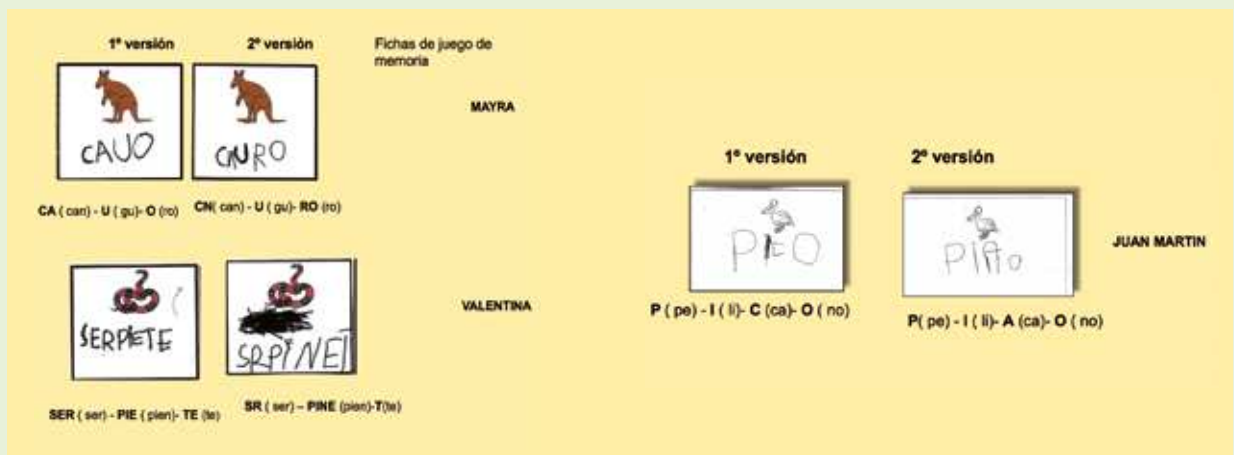 1º versión 2º versión Fichas de juego de
memoria
MAYRA
CAUO CNURO
CA ( can) - U ( gu)- O (ro) CN( can) - U ( gu)- RO (ro)
VALENTINA
SERPIETE SRPINET
SER ( ser) - PIE ( pien)- TE (te) SR ( ser) – PINE (pien)-T(te)
1º versión 2º versión
JUAN MARTIN
PIAO
P ( pe) - I ( li)- C (ca)- O ( no) P( pe) - I ( li)- A (ca)- O ( no)